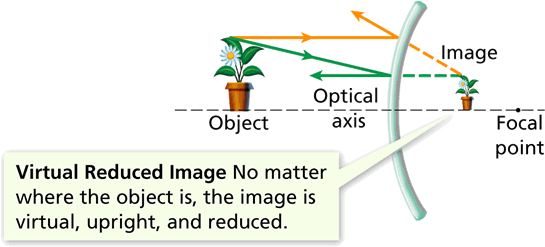 Image
Optical
axis
Object
Focal
point
Virtual Reduced Image No matter
where the object is, the image is
virtual, upright, and reduced.